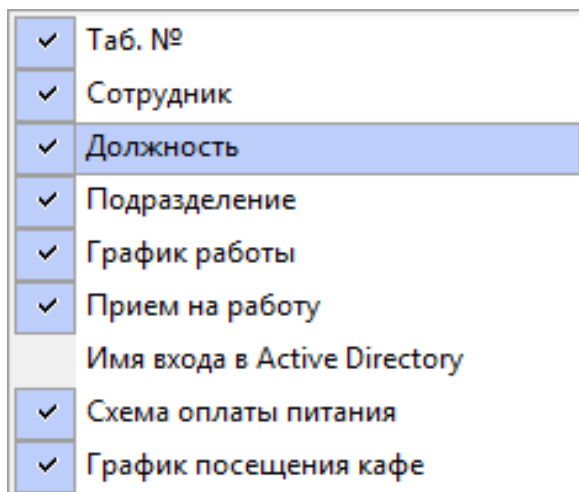 Таб. №
Сотрудник
Должность
Подразделение
График работы
Прием на работу
Имя входа в Active Directory
Схема оплаты питания
График посещения кафе